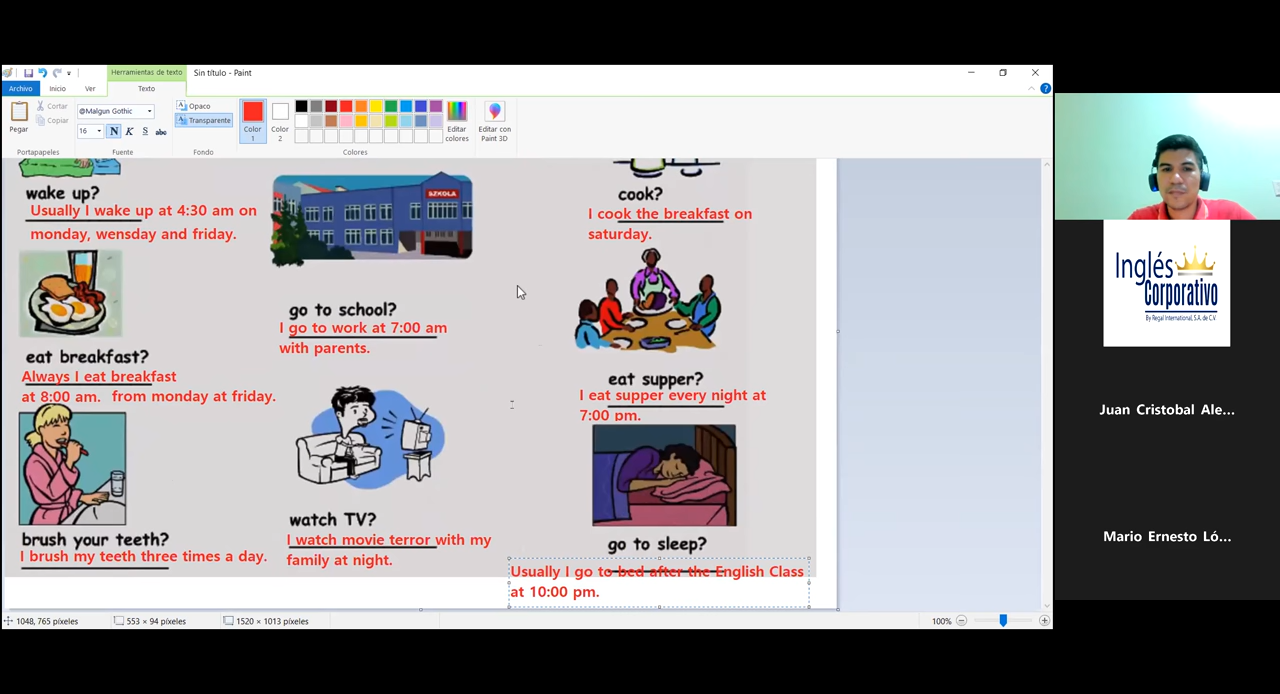 Herramientas de texto
Sin título - Paint
Archivo
Inicio
Ver
Texto
Pegar
Cortar
Copiar
Portapapeles
@Malgun Gothic
16
N K S abc
Fuente
Opaco
Transparente
Fondo
Color 1
Color 2
Editar colores
Editar con Paint 3D
Colores
wake up?
Usually I wake up at 4:30 am on
monday, wensday and friday.
eat breakfast?
Always I eat breakfast
at 8:00 am. from monday at friday.
brush your teeth?
I brush my teeth three times a day.
SZKOLA
go to school?
I go to work at 7:00 am
with parents.
watch TV?
I watch movie terror with my
family at night.
cook?
I cook the breakfast on
saturday.
eat supper?
I eat supper every night at
7:00 pm.
go to sleep?
Usually I go to bed after the English Class
at 10:00 pm.
1048, 765 píxeles
553 × 94 píxeles
1520 × 1013 píxeles
100%
Inglés
Corporativo
By Regal International, S.A. de C.V.
Juan Cristobal Ale...
Mario Ernesto Ló...